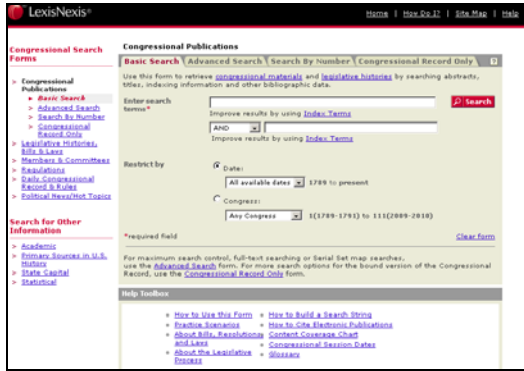 LexisNexis®
Home | How Do I? | Site Map | Help
Congressional Search
Forms
> Congressional
Publications
Basic Search
> Advanced Search
> Search By Number
> Congressional
Record Only
> Legislative Histories,
Bills & Laws
> Members & Committees
> Regulations
> Daily Congressional
Record & Rules
> Political News/Hot Topics
Search for Other
Information
> Academic
> Primary Sources in U.S.
History
> State Capital
> Statistical
Congressional Publications
Basic Search Advanced Search Search By Number Congressional Record Only ?
Use this form to retrieve congressional materials and legislative histories by searching abstracts,
titles, indexing information and other bibliographic data.
Enter search
terms*
Search
Improve results by using Index Terms
AND
Improve results by using Index Terms
Restrict by
Date:
All available dates 1789 to present
Congress:
Any Congress 1(1789-1791) to 111(2009-2010)
*required field
Clear form
For maximum search control, full-text searching or Serial Set map searches,
use the Advanced Search form. For more search options for the bound version of the Congressional
Record, use the Congressional Record Only form.
Help Toolbox
How to Use this Form
Practice Scenarios
About Bills, Resolutions
and Laws
About the Legislative
Process
How to Build a Search String
How to Cite Electronic Publications
Content Coverage Chart
Congressional Session Dates
Glossary